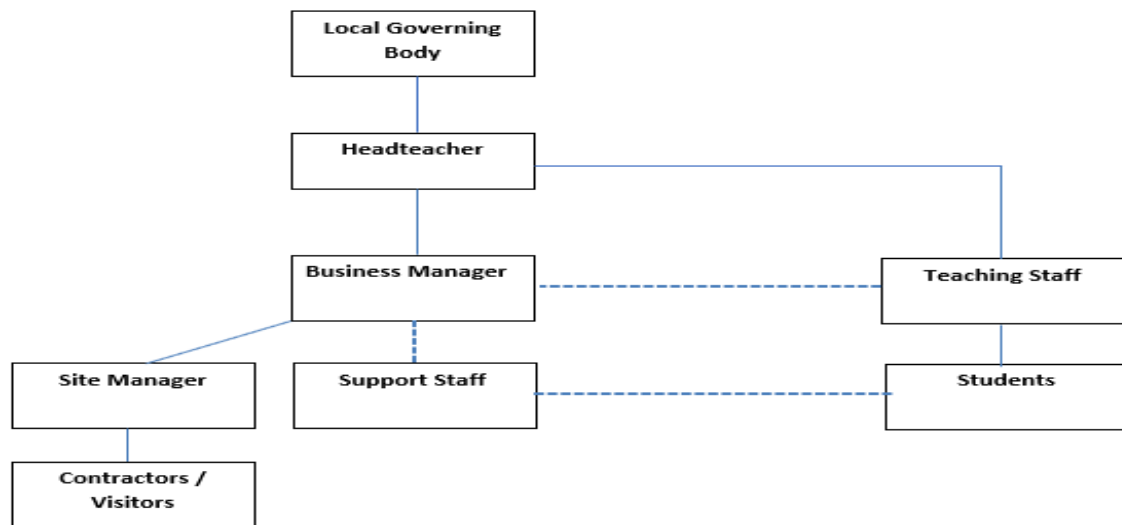 Local Governing
Body
Headteacher
Business Manager
Teaching Staff
Site Manager
Support Staff
Students
Contractors /
Visitors